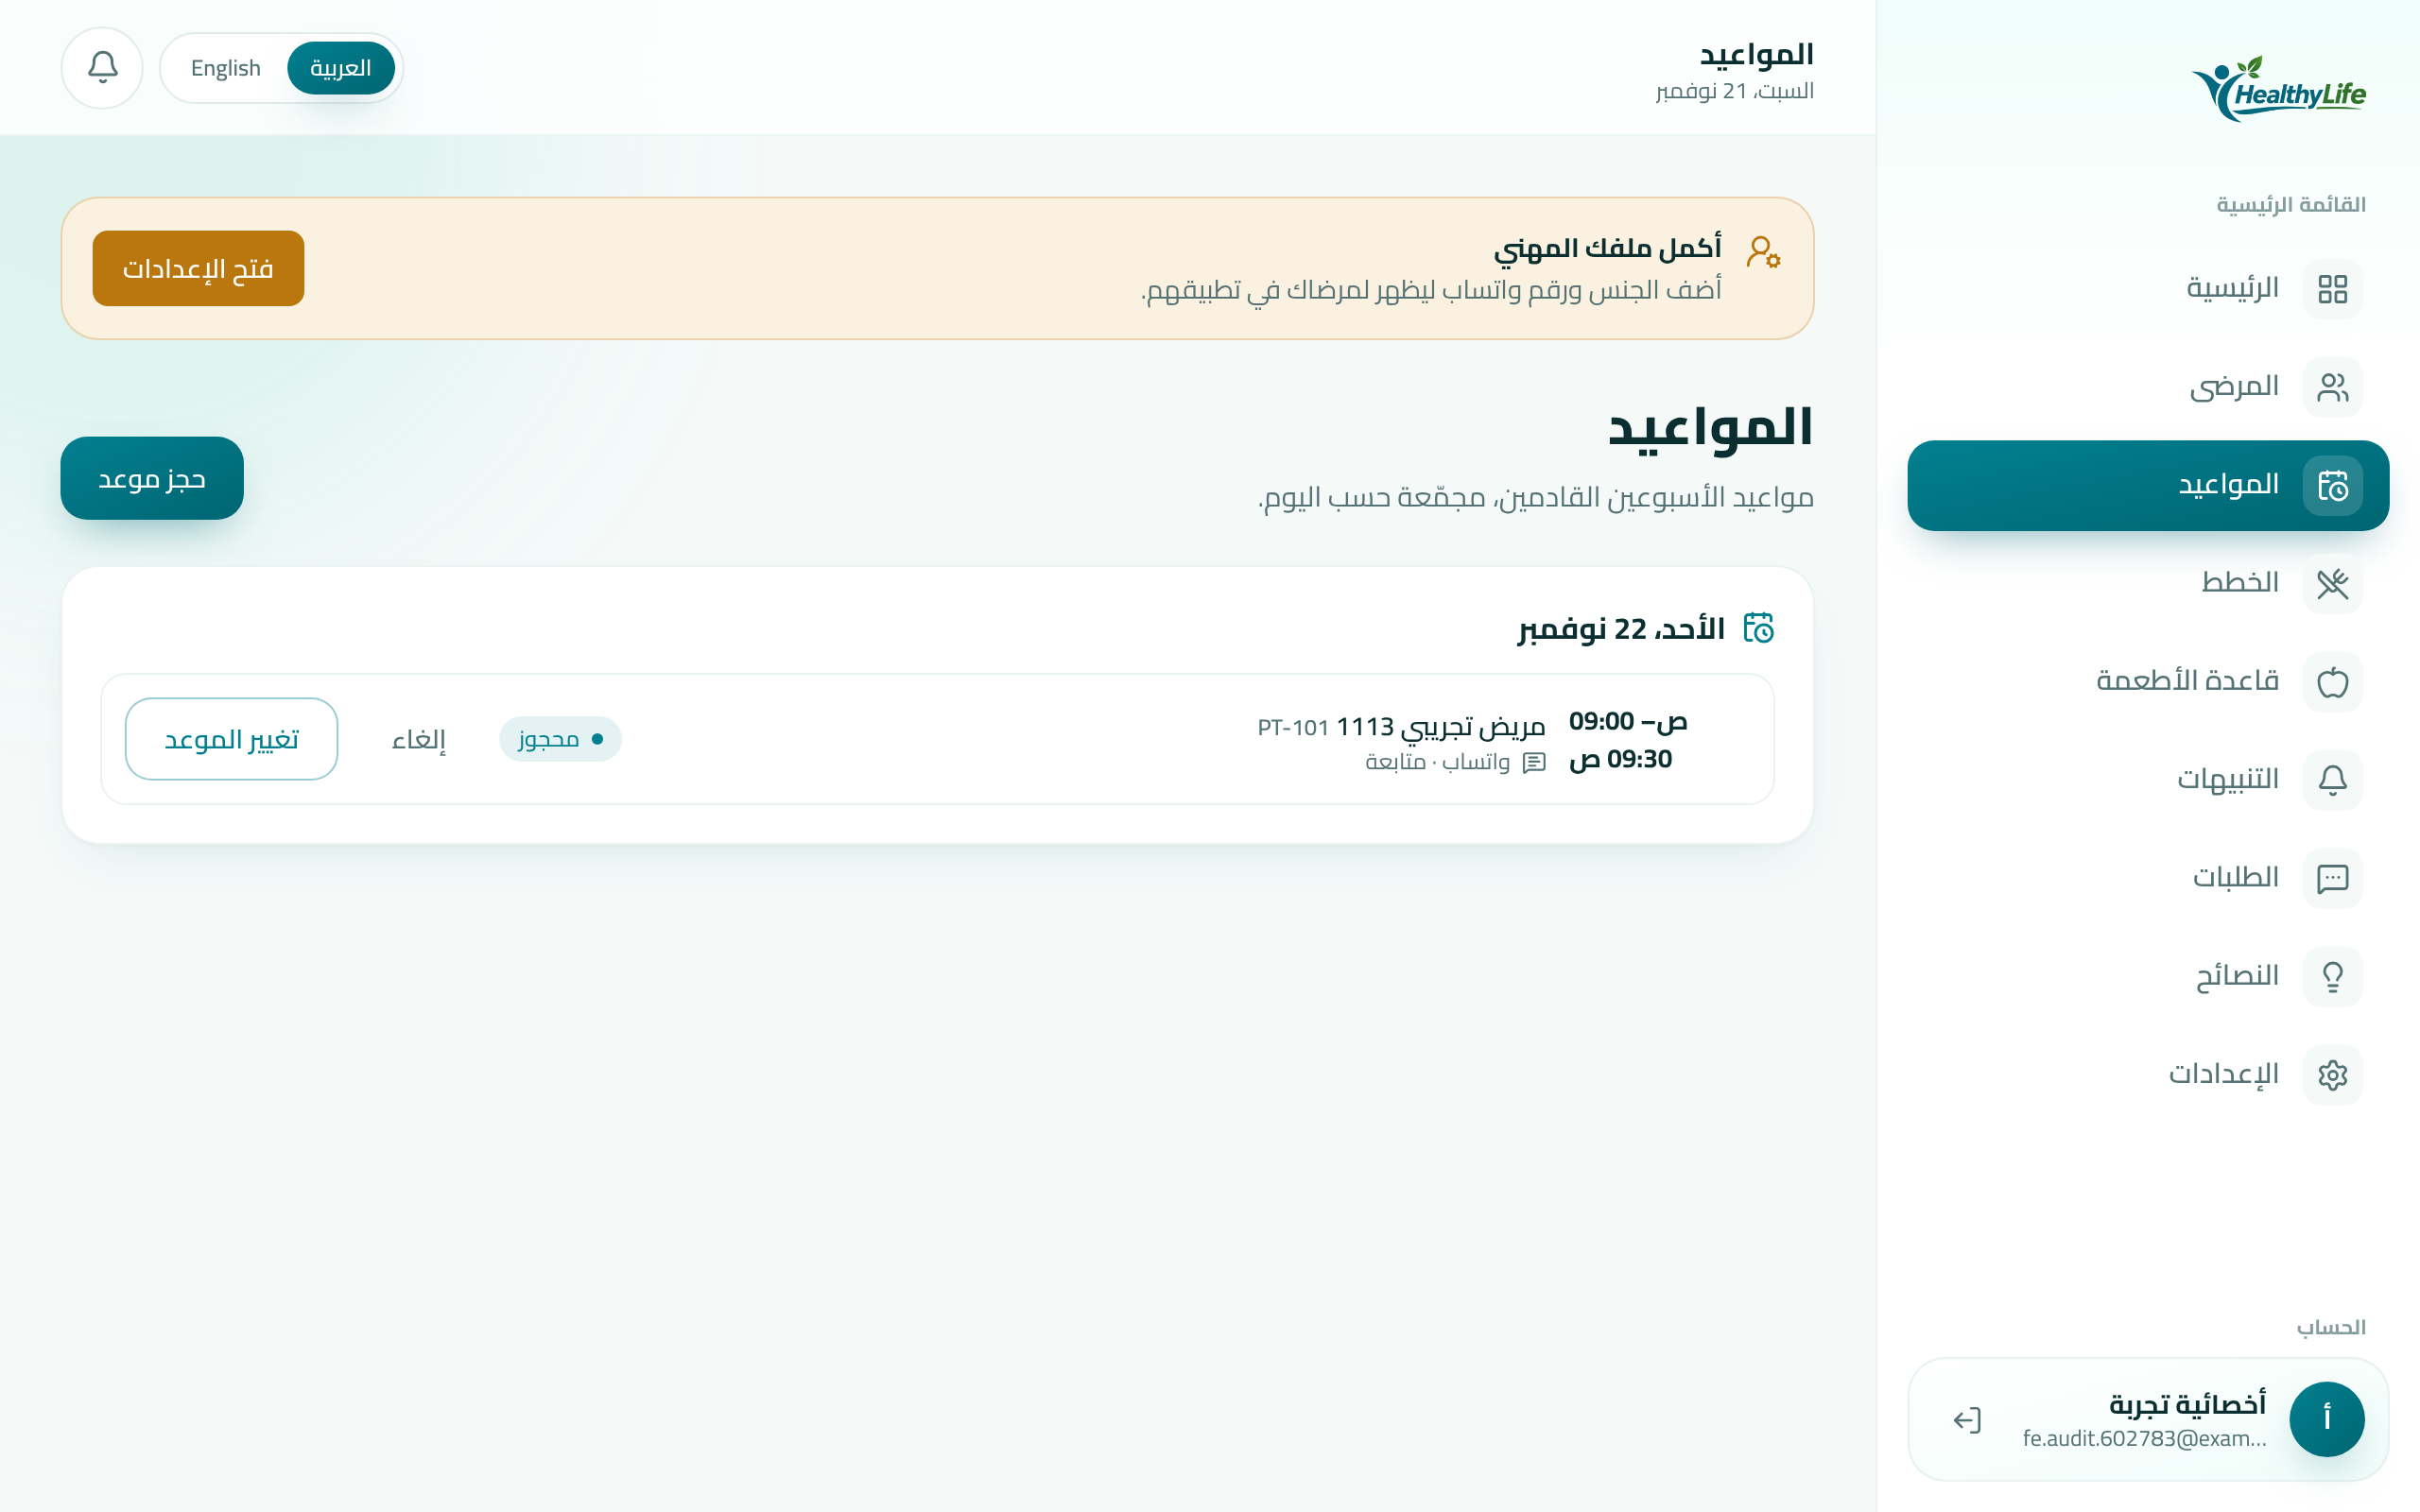 HealthyLife
القائمة الرئيسية
الرئيسية
المرضى
المواعيد
الخطط
قاعدة الأطعمة
التنبيهات
الطلبات
النصائح
الإعدادات
الحساب
أ
أخصائية تجربة
fe.audit.602783@exam...
المواعيد
السبت، 21 نوفمبر
العربية
English
أكمل ملفك المهني
أضف الجنس ورقم واتساب ليظهر لمرضاك في تطبيقهم.
فتح الإعدادات
المواعيد
مواعيد الأسبوعين القادمين، مجمّعة حسب اليوم.
حجز موعد
الأحد، 22 نوفمبر
09:00 ص–
09:30 ص
مريض تجريبي 1113 PT-101
واتساب · متابعة
محجوز
إلغاء
تغيير الموعد